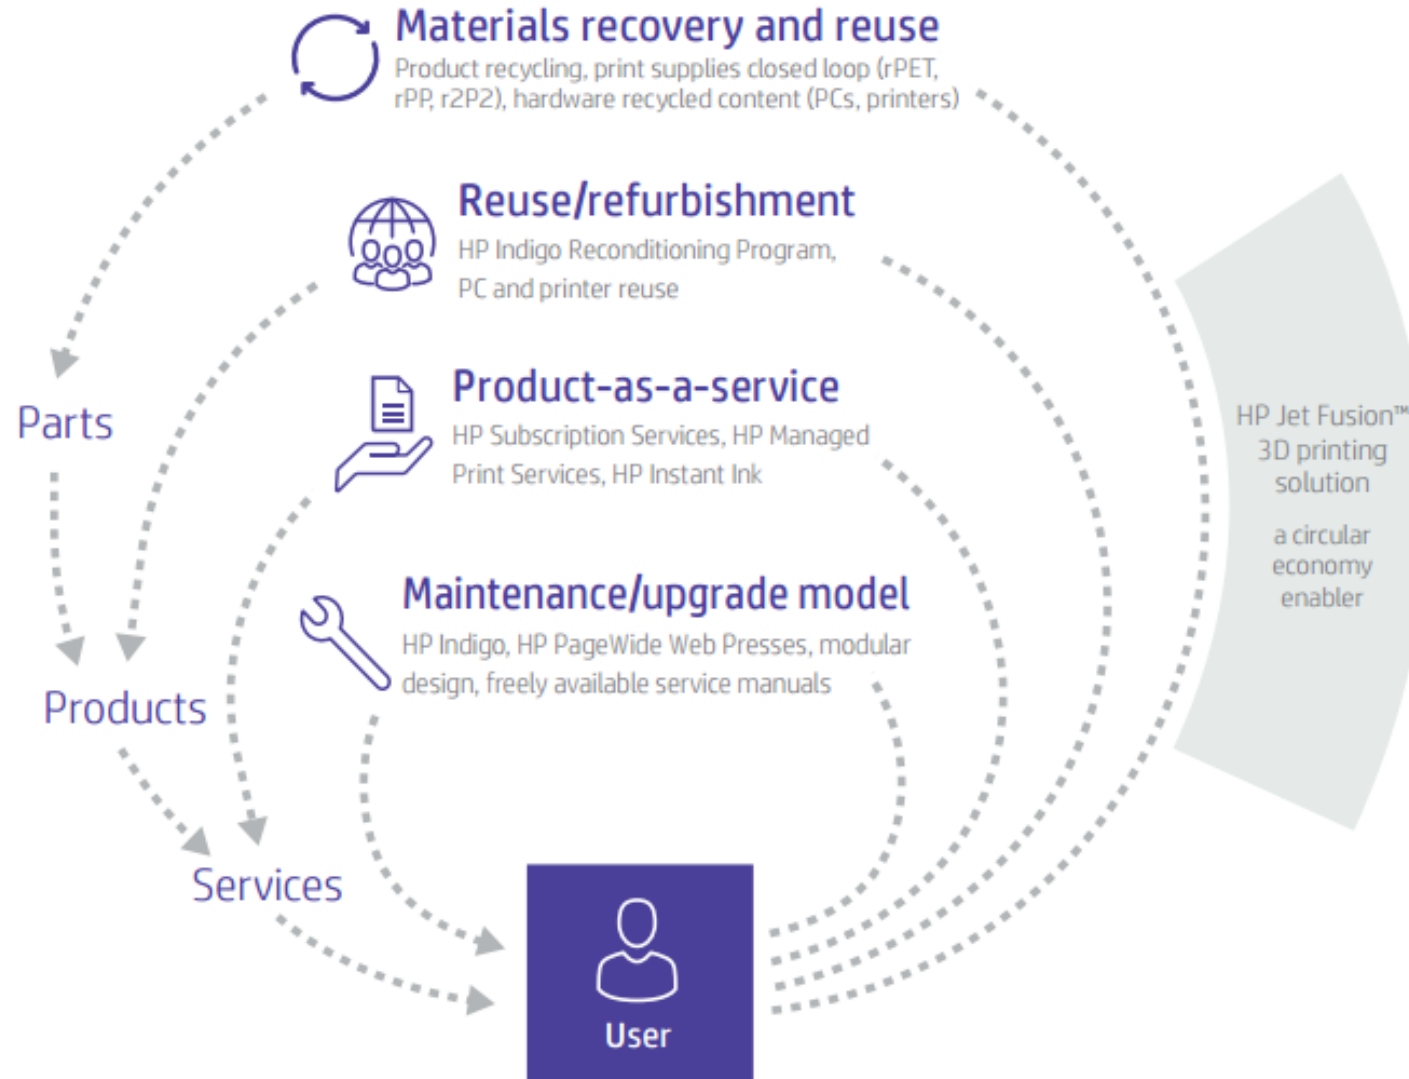 Materials recovery and reuse
Product recycling, print supplies closed loop (rPET,
rPP, r2P2), hardware recycled content (PCs, printers)
Reuse/refurbishment
HP Indigo Reconditioning Program,
PC and printer reuse
Product-as-a-service
HP Subscription Services, HP Managed
Print Services, HP Instant Ink
Maintenance/upgrade model
HP Indigo, HP PageWide Web Presses, modular
design, freely available service manuals
Parts
Products
Services
User
HP Jet Fusion™
3D printing
solution
a circular
economy
enabler